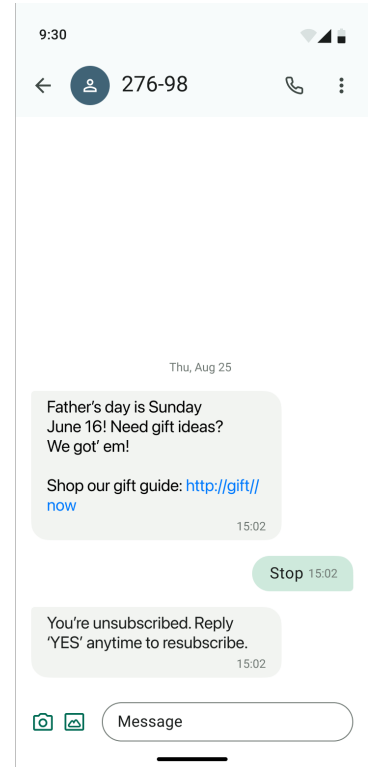 9:30
276-98
Thu, Aug 25
Father’s day is Sunday
June 16! Need gift ideas?
We got’ em!
Shop our gift guide: http://gift//
now
15:02
Stop 15:02
You’re unsubscribed. Reply
‘YES’ anytime to resubscribe.
15:02
Message